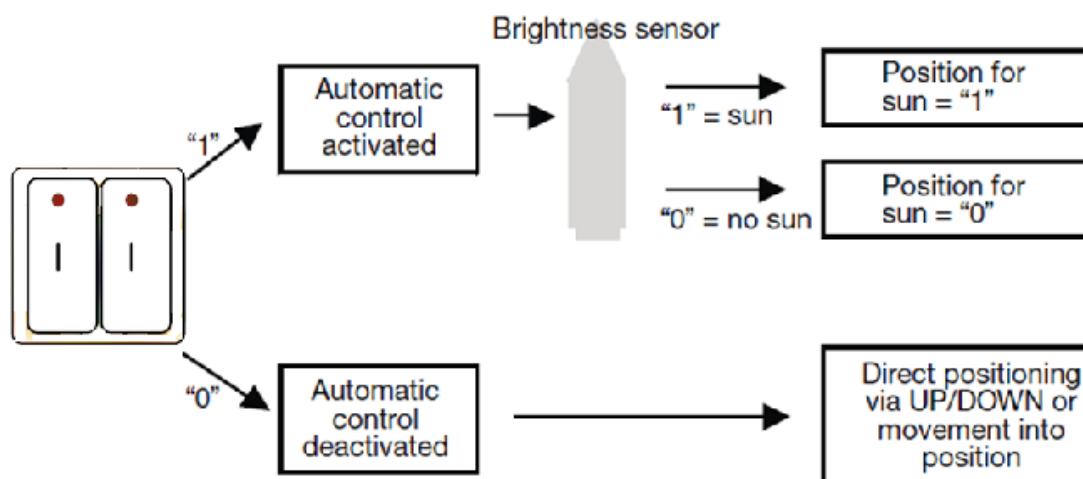 Brightness sensor
Automatic
control
activated
“1”
“1” = sun
Position for
sun = “1”
“0” = no sun
Position for
sun = “0”
“0”
Automatic
control
deactivated
Direct positioning
via UP/DOWN or
movement into
position